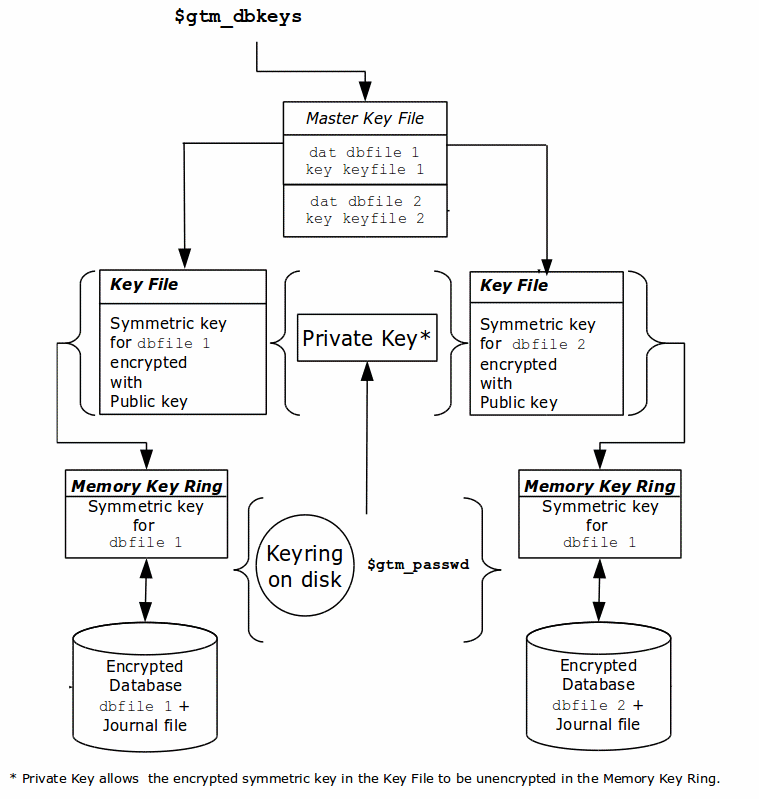 $gtm_dbkeys
Master Key File
dat dbfile 1
key keyfile 1
dat dbfile 2
key keyfile 2
Key File
Symmetric key
for dbfile 1
encrypted
with
Public key
Private Key*
Key File
Symmetric key
for dbfile 2
encrypted
with
Public key
Memory Key Ring
Symmetric key
for
dbfile 1
Keyring
on disk
$gtm_passwd
Memory Key Ring
Symmetric key
for
dbfile 1
Encrypted
Database
dbfile 1 +
Journal file
Encrypted
Database
dbfile 2 +
Journal file
* Private Key allows the encrypted symmetric key in the Key File to be unencrypted in the Memory Key Ring.